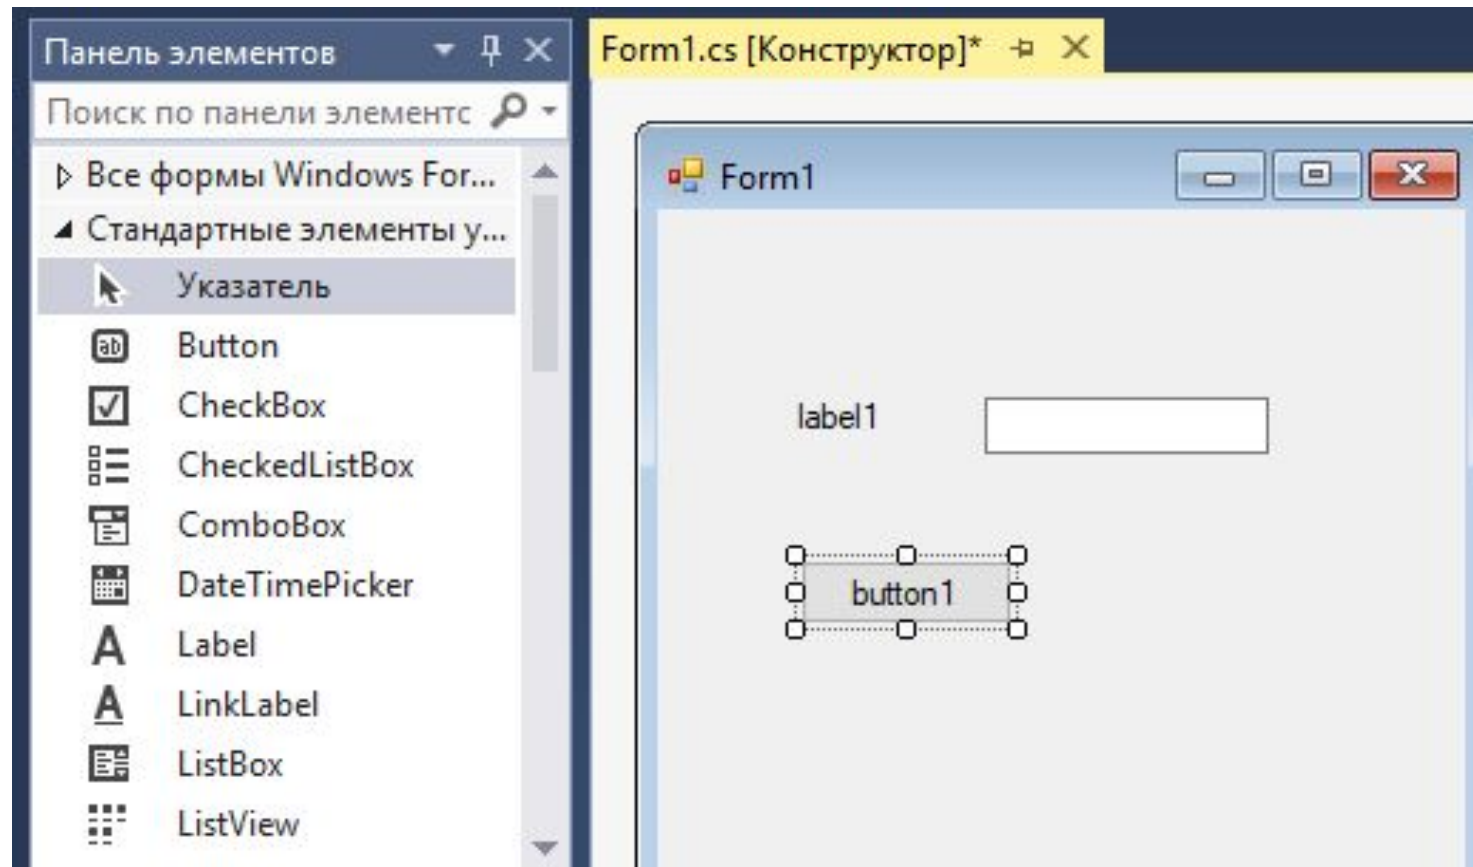 Панель элементов
Поиск по панели элементс
Все формы Windows For...
Стандартные элементы у...
Указатель
Button
CheckBox
CheckedListBox
ComboBox
DateTimePicker
Label
LinkLabel
ListBox
ListView
Form1.cs [Конструктор]*
Form1
label1
button1